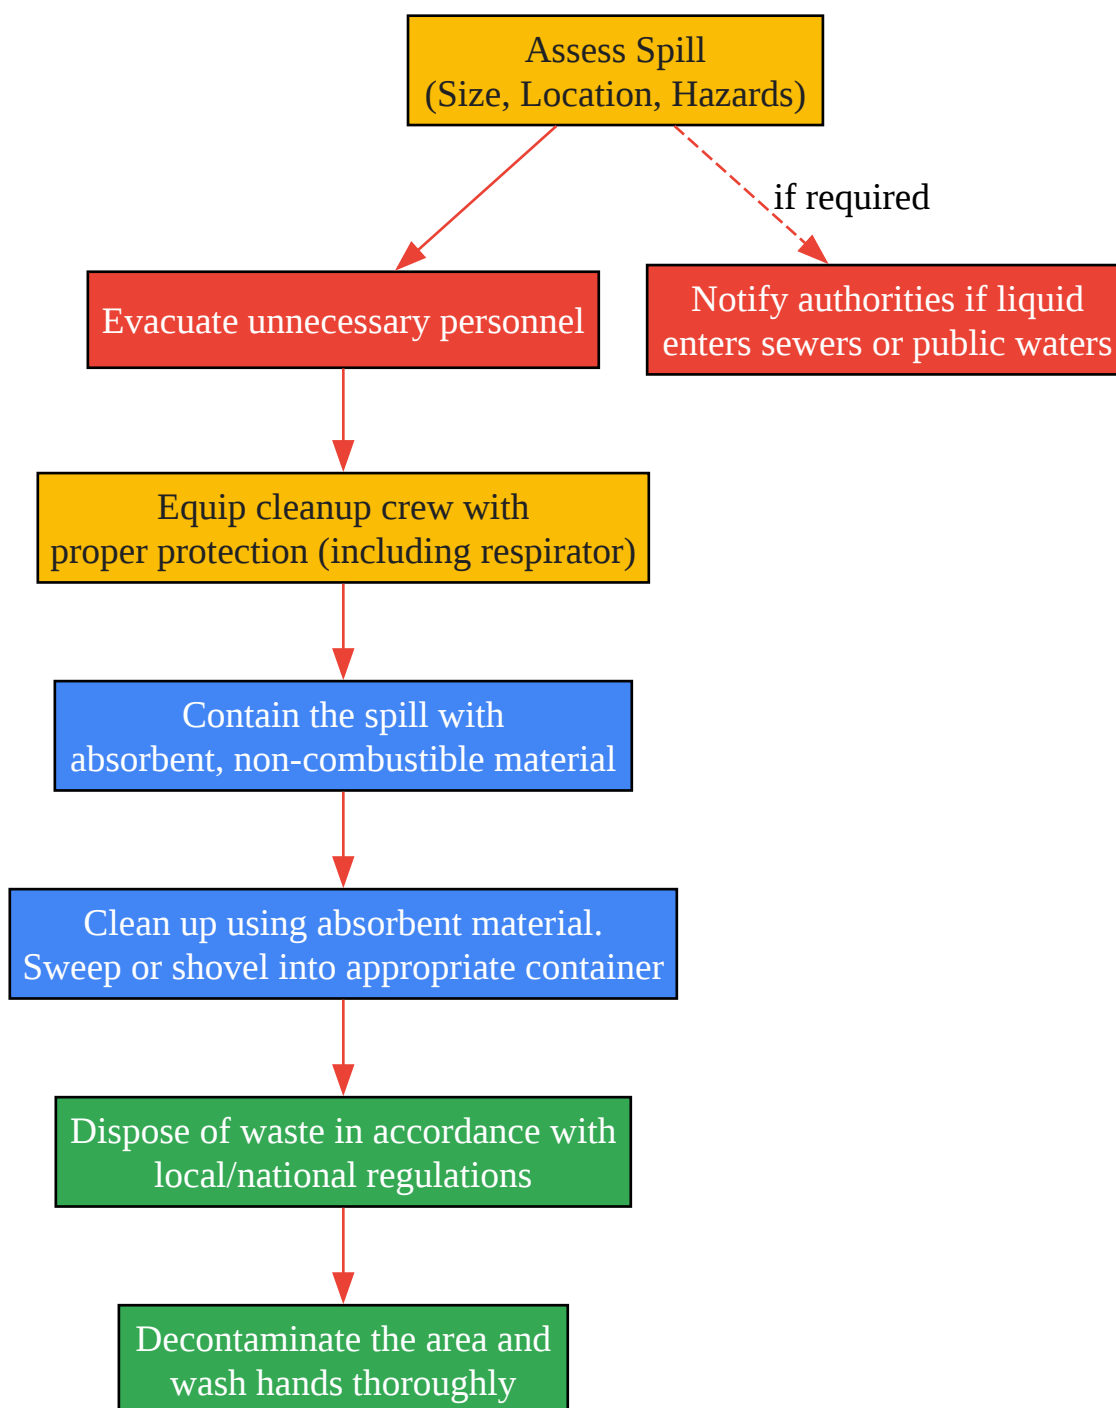 Assess Spill
(Size, Location, Hazards)
if required
Evacuate unnecessary personnel
Notify authorities if liquid
enters sewers or public waters
Equip cleanup crew with
proper protection (including respirator)
Contain the spill with
absorbent, non-combustible material
Clean up using absorbent material.
Sweep or shovel into appropriate container
Dispose of waste in accordance with
local/national regulations
Decontaminate the area and
wash hands thoroughly